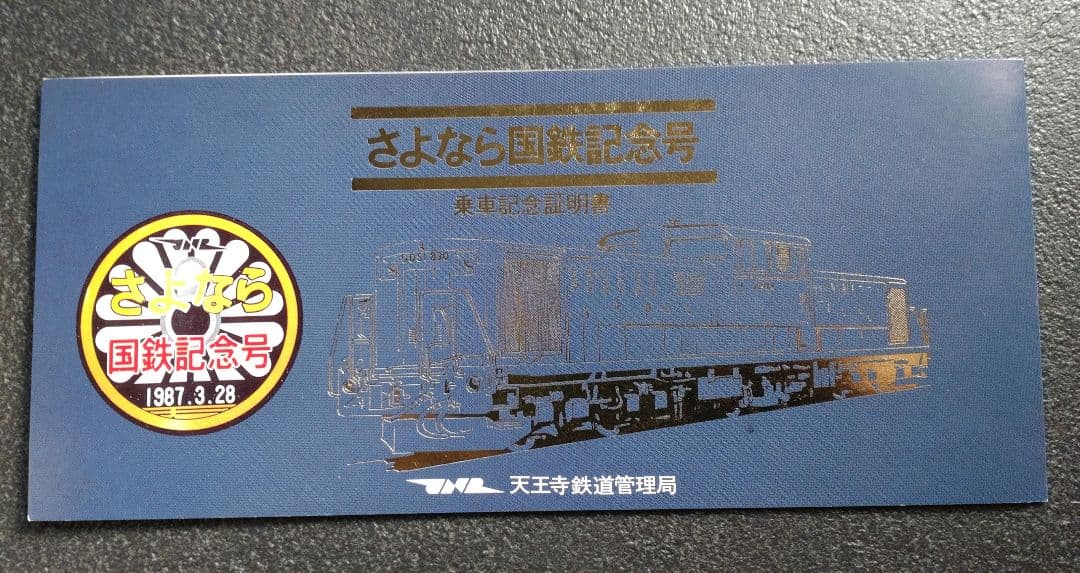 さよなら国鉄記念号
乗車記念証明書
さよなら
国鉄記念号
1987.3.28
天王寺鉄道管理局